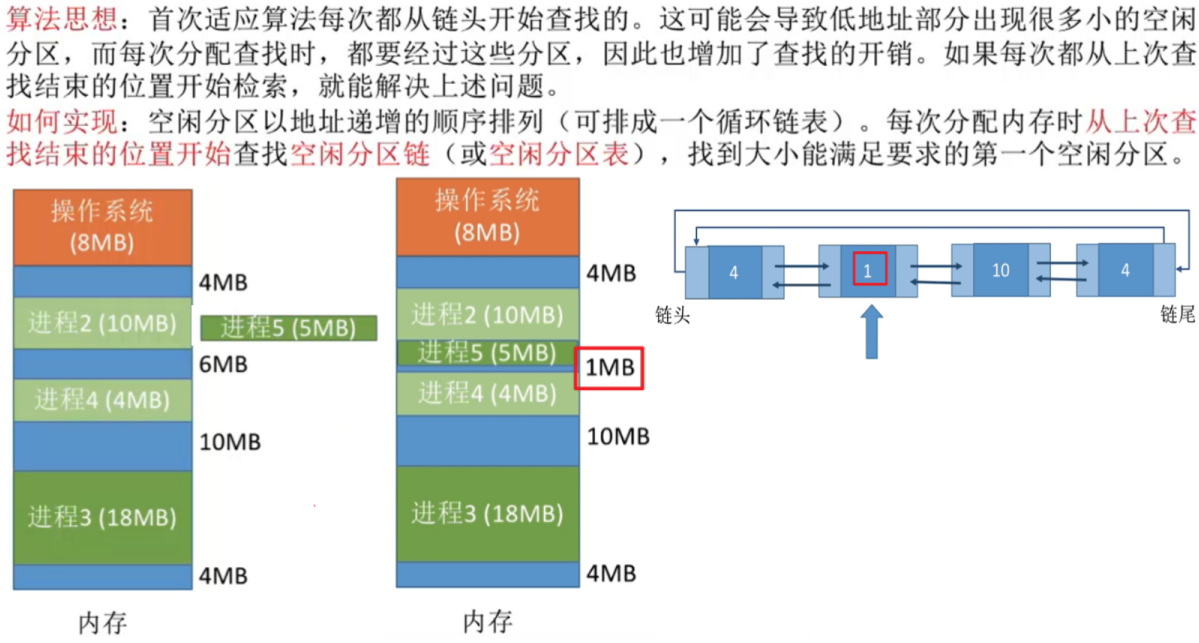 算法思想：首次适应算法每次都从链头开始查找的。这可能会导致低地址部分出现很多小的空闲
分区，而每次分配查找时，都要经过这些分区，因此也增加了查找的开销。如果每次都从上次查
找结束的位置开始检索，就能解决上述问题。
如何实现：空闲分区以地址递增的顺序排列（可排成一个循环链表）。每次分配内存时从上次查
找结束的位置开始查找空闲分区链（或空闲分区表），找到大小能满足要求的第一个空闲分区。
操作系统
(8MB)
4MB
进程2 (10MB)
进程5 (5MB)
6MB
进程4 (4MB)
10MB
进程3 (18MB)
4MB
内存
操作系统
(8MB)
4MB
进程2 (10MB)
进程5 (5MB)
1MB
进程4 (4MB)
10MB
进程3 (18MB)
4MB
内存
4
1
10
4
链头
链尾